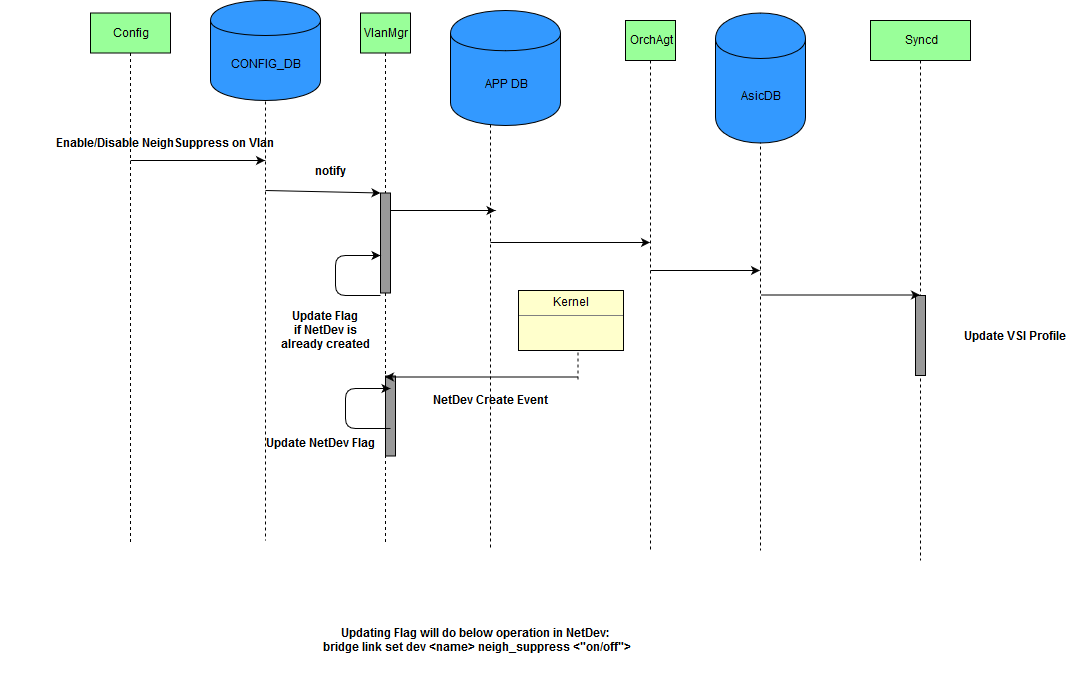 Config
CONFIG_DB
VlanMgr
APP DB
OrchAgt
AsicDB
Syncd
Enable/Disable NeighSuppress on Vlan
notify
Kernel
Update Flag
if NetDev is
already created
Update VSI Profile
NetDev Create Event
Update NetDev Flag
Updating Flag will do below operation in NetDev:
bridge link set dev <name> neigh_suppress <"on/off">